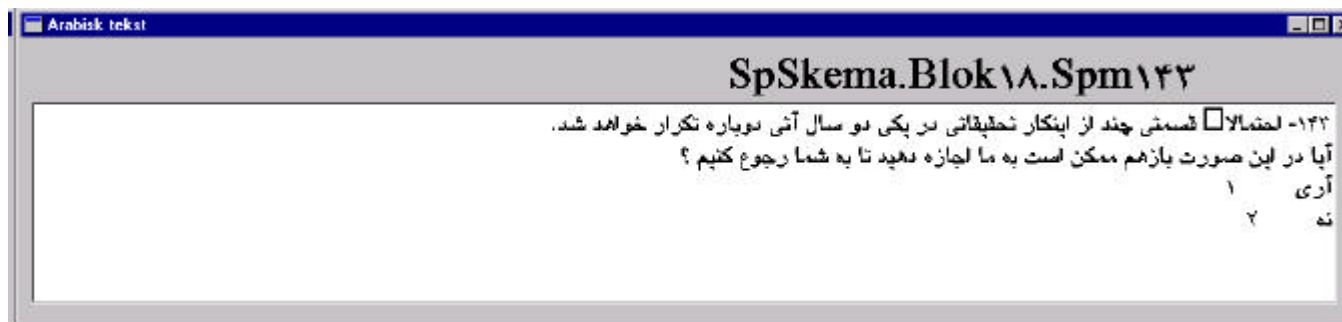 Arabisk tekst
SpSkema.Blok۱۸.Spm۱۴۳
۱۴۳- احتمالا□ قسمتی چند از اینکار تحقیقاتی در یکی دو سال آتی دوباره تکرار خواهد شد.
آیا در این صورت بازهم ممکن است به ما اجازه دهید تا به شما رجوع کنیم ؟
آری ۱
نه ۲